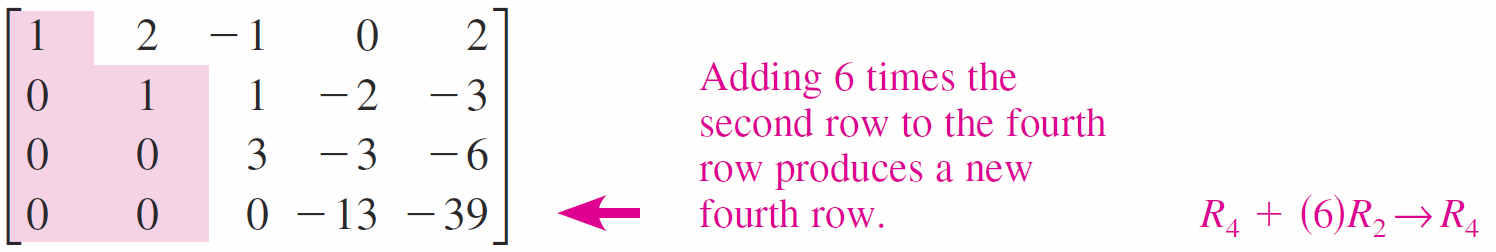 1 2 −1 0 2
0 1 1 −2 −3
0 0 3 −3 −6
0 0 0 −13 −39
Adding 6 times the
second row to the fourth
row produces a new
fourth row.
R₄ + (6)R₂ → R₄